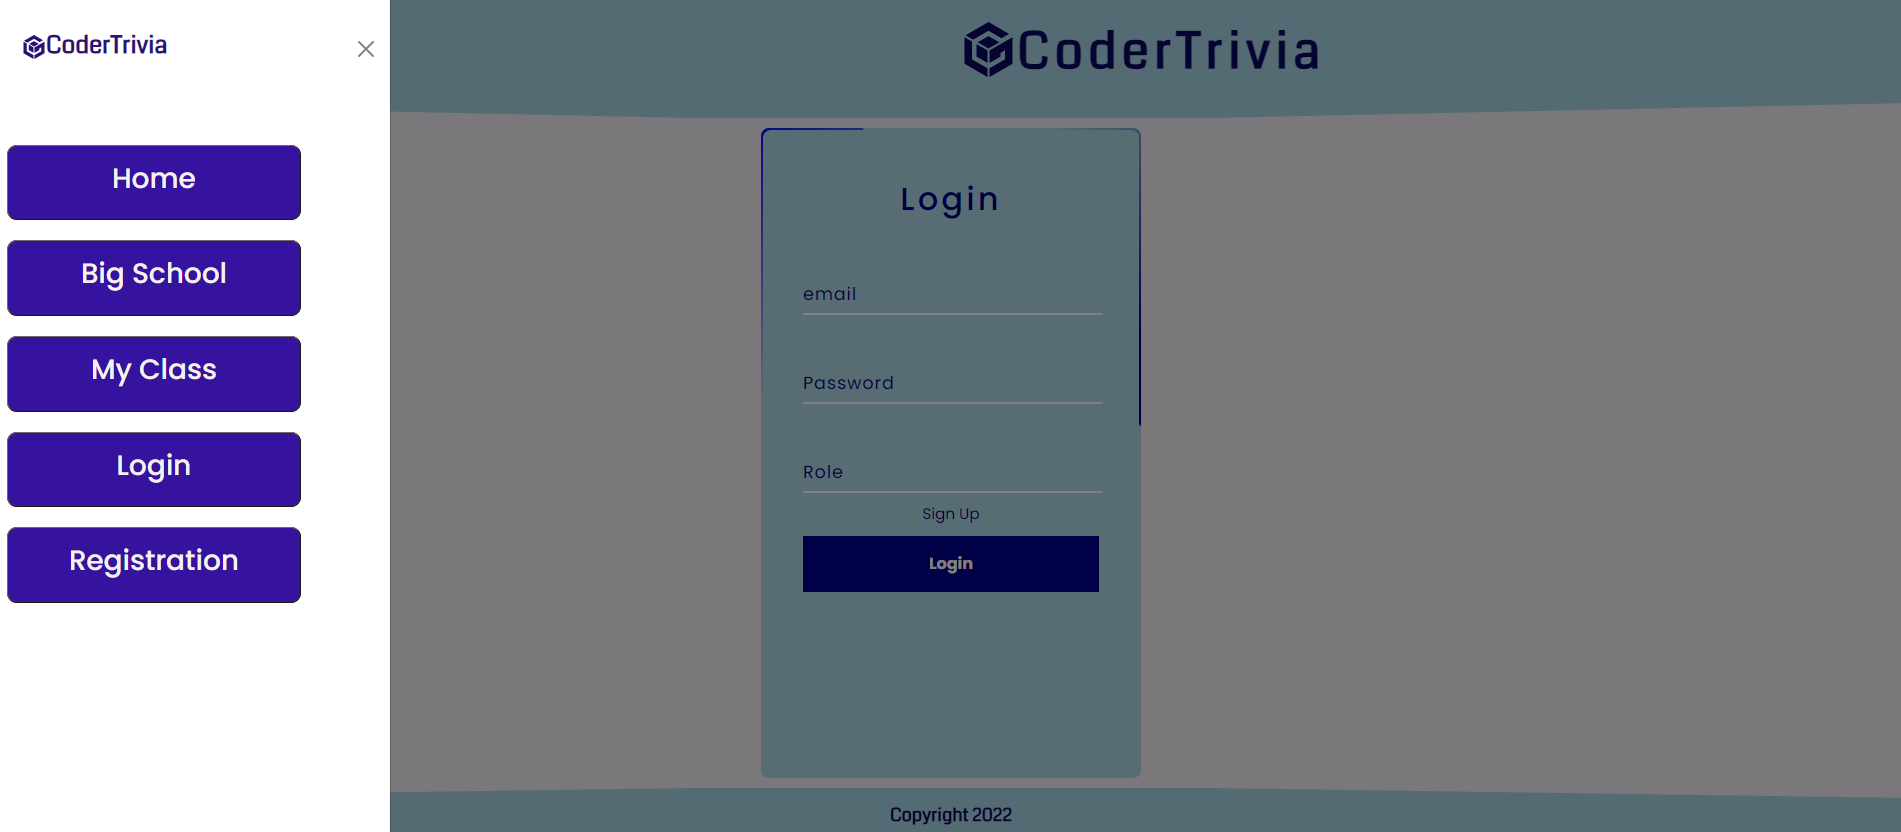 CoderTrivia
Home
Big School
My Class
Login
Registration
CoderTrivia
Login
email
Password
Role
Sign Up
Login
Copyright 2022